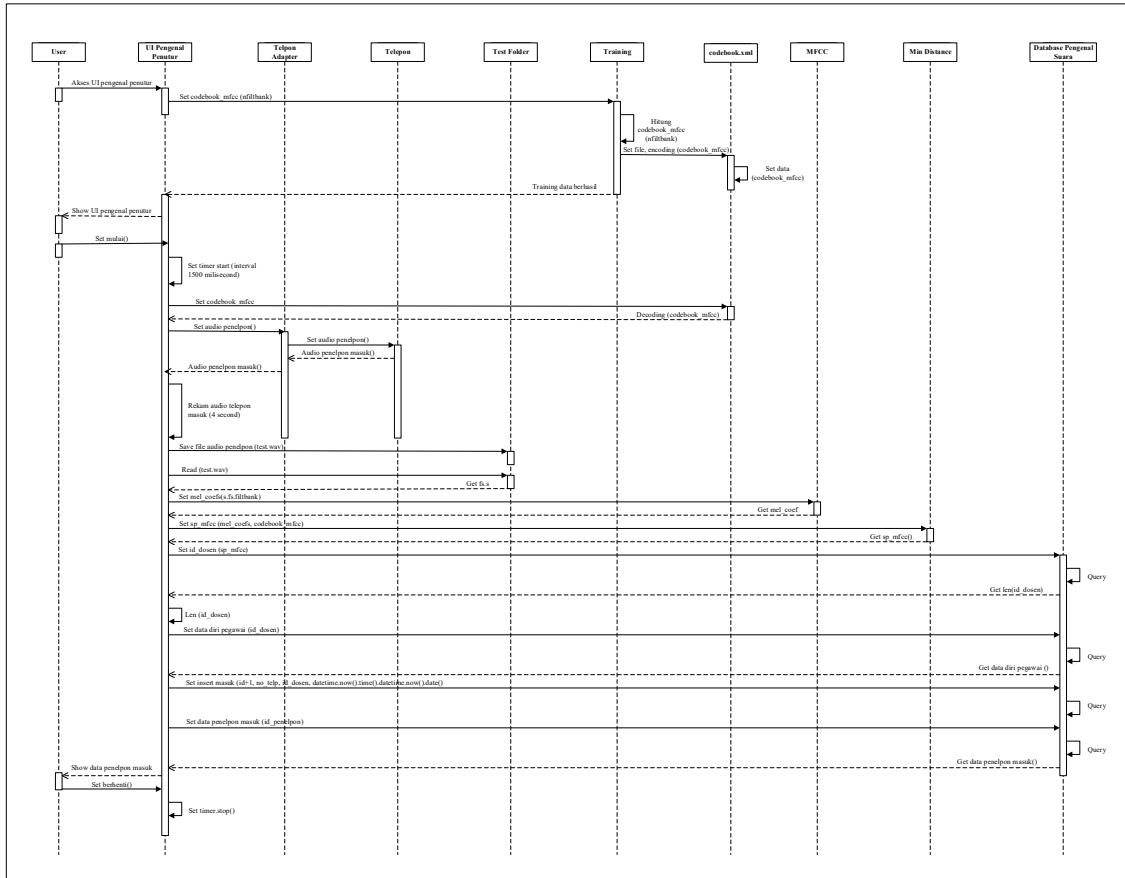 User
UI Pengenal
Penutur
Telpon
Adapter
Telepon
Test Folder
Training
codebook.xml
MFCC
Min Distance
Database Pengenal
Suara
Akses UI pengenal penutur
Set codebook_mfcc (nfiltbank)
Hitung
codebook_mfcc
(nfiltbank)
Set file, encoding (codebook_mfcc)
Set data
(codebook_mfcc)
Training data berhasil
Show UI pengenal penutur
Set mulai()
Set timer start (interval
1500 milisecond)
Set codebook_mfcc
Decoding (codebook_mfcc)
Set audio penelpon()
Set audio penelpon()
Audio penelpon masuk()
Audio penelpon masuk()
Rekam audio telepon
masuk (4 second)
Save file audio penelpon (test.wav)
Read (test.wav)
Get fs.s
Set mel_coefs(s.fs.filtbank)
Get mel_coef
Set sp_mfcc (mel_coefs, codebook_mfcc)
Get sp_mfcc()
Set id_dosen (sp_mfcc)
Query
Get len(id_dosen)
Len (id_dosen)
Set data diri pegawai (id_dosen)
Query
Get data diri pegawai ()
Set insert masuk (id+1, no_telp, id_dosen, datetime.now().time().datetime.now().date()
Query
Set data penelpon masuk (id_penelpon)
Query
Get data penelpon masuk()
Show data penelpon masuk
Set berhenti()
Set timer.stop()